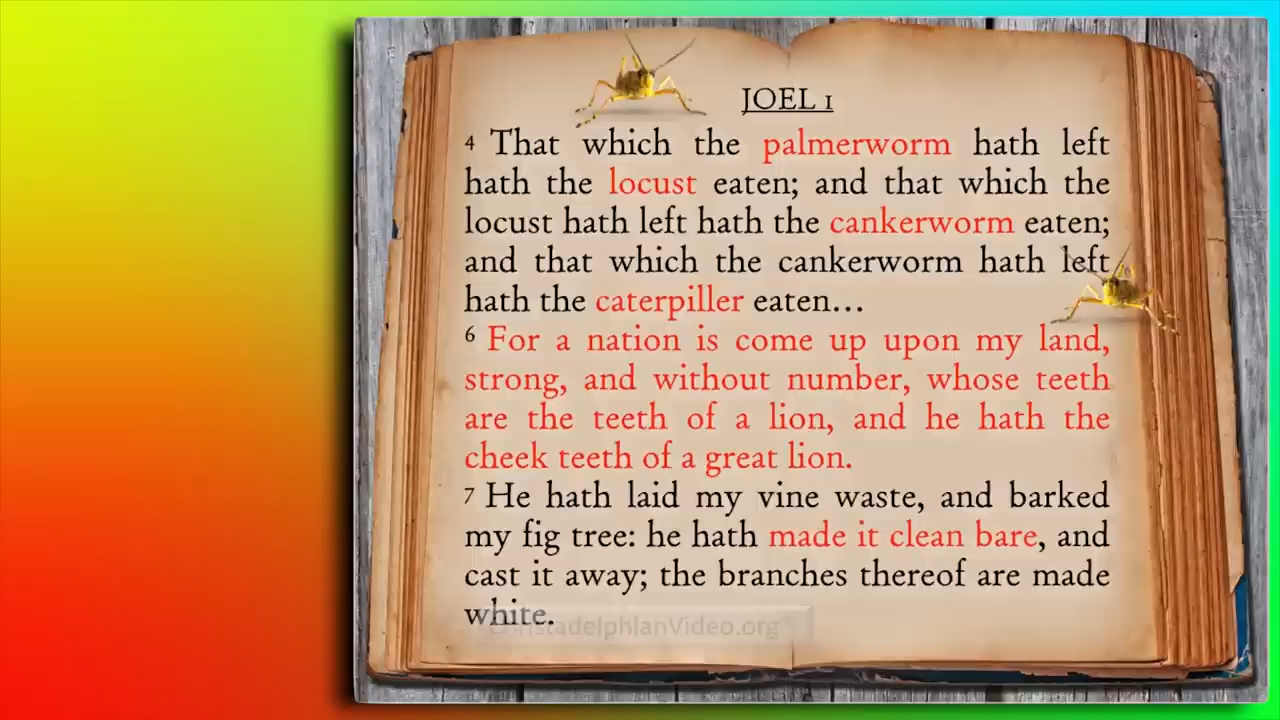 JOEL 1
4 That which the palmerworm hath left
hath the locust eaten; and that which the
locust hath left hath the cankerworm eaten;
and that which the cankerworm hath left
hath the caterpiller eaten…
6 For a nation is come up upon my land,
strong, and without number, whose teeth
are the teeth of a lion, and he hath the
cheek teeth of a great lion.
7 He hath laid my vine waste, and barked
my fig tree: he hath made it clean bare, and
cast it away; the branches thereof are made
white.